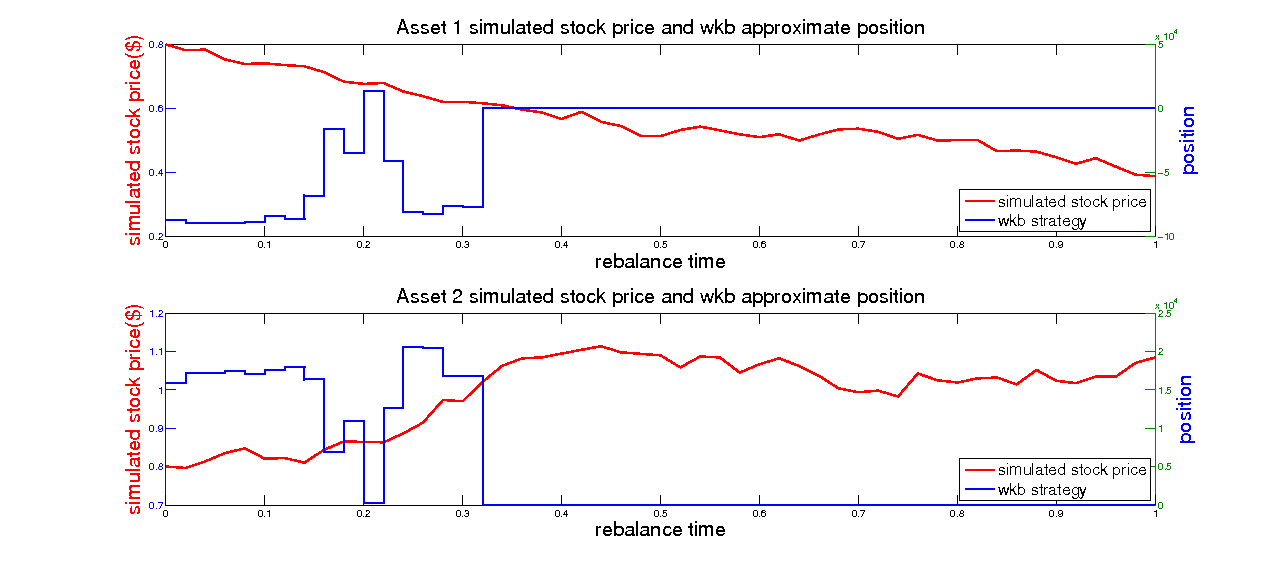 Asset 1 simulated stock price and wkb approximate position
x 10^4
simulated stock price($)
0.8
0.6
0.4
0.2
5
0
-5
-10
position
simulated stock price
wkb strategy
0 0.1 0.2 0.3 0.4 0.5 0.6 0.7 0.8 0.9 1
rebalance time
Asset 2 simulated stock price and wkb approximate position
x 10^4
simulated stock price($)
1.2
1.1
1
0.9
0.8
0.7
2.5
2
1.5
1
0.5
0
position
simulated stock price
wkb strategy
0 0.1 0.2 0.3 0.4 0.5 0.6 0.7 0.8 0.9 1
rebalance time